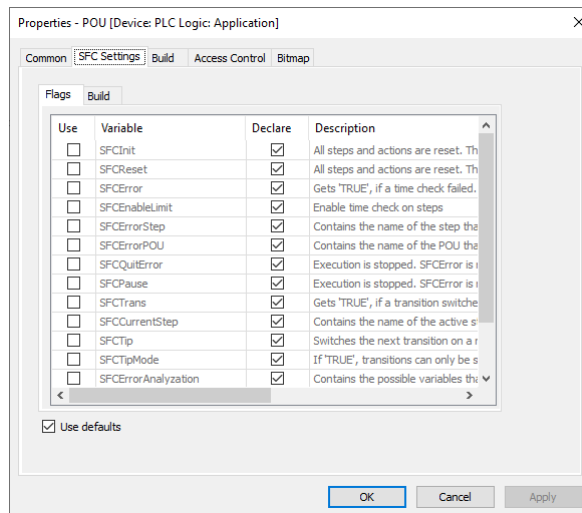 Properties - POU [Device: PLC Logic: Application]
Common SFC Settings Build Access Control Bitmap
Flags Build
Use Variable Declare Description
SFCInit All steps and actions are reset. Th
SFCReset All steps and actions are reset. Th
SFCError Gets 'TRUE', if a time check failed.
SFCEnableLimit Enable time check on steps
SFCErrorStep Contains the name of the step tha
SFCErrorPOU Contains the name of the POU tha
SFCQuitError Execution is stopped. SFCError is r
SFCPause Execution is stopped. SFCError is r
SFCTrans Gets 'TRUE', if a transition switche
SFCCurrentStep Contains the name of the active s
SFCTip Switches the next transition on a r
SFCTipMode If 'TRUE', transitions can only be s
SFCErrorAnalyzation Contains the possible variables tha
Use defaults
OK Cancel Apply